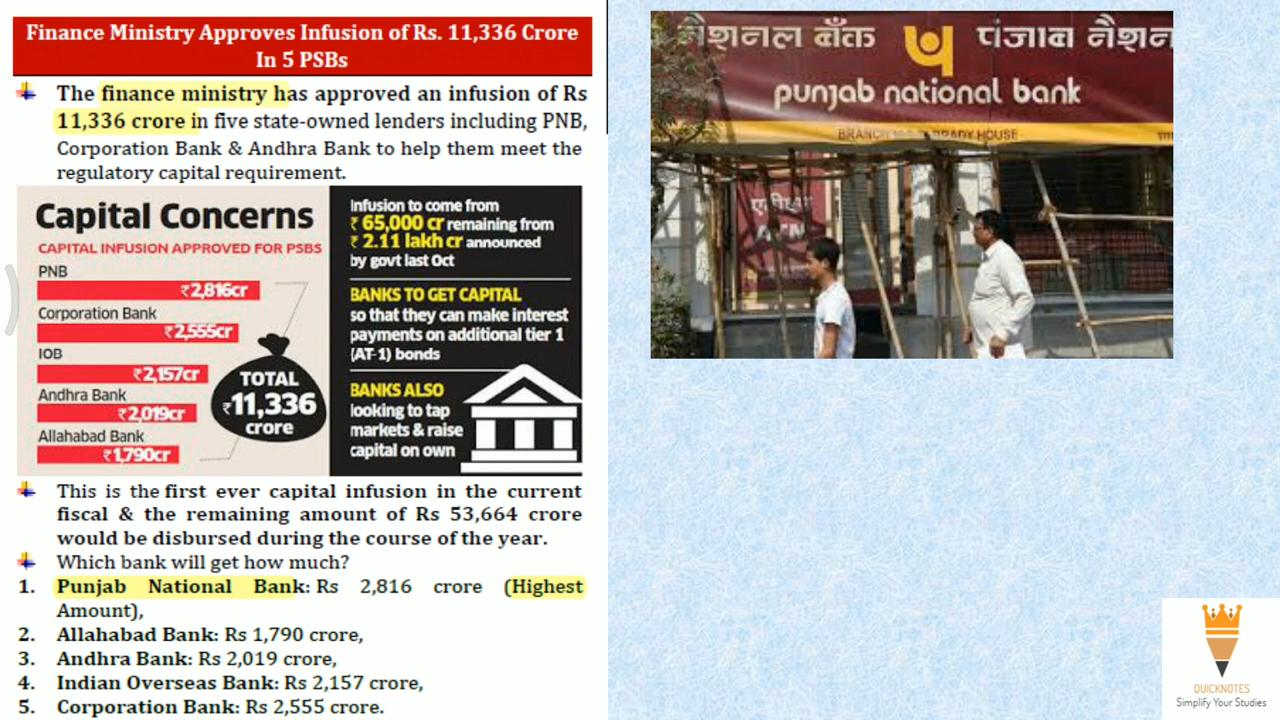 Finance Ministry Approves Infusion of Rs. 11,336 Crore
In 5 PSBs
The finance ministry has approved an infusion of Rs
11,336 crore in five state-owned lenders including PNB,
Corporation Bank & Andhra Bank to help them meet the
regulatory capital requirement.
Capital Concerns
CAPITAL INFUSION APPROVED FOR PSBS
PNB
₹2,816cr
Corporation Bank
₹2,555cr
IOB
₹2,157cr
Andhra Bank
₹2,019cr
Allahabad Bank
₹1,790cr
TOTAL
₹11,336
crore
Infusion to come from
₹ 65,000 cr remaining from
₹ 2.11 lakh cr announced
by govt last Oct
BANKS TO GET CAPITAL
so that they can make interest
payments on additional tier 1
(AT-1) bonds
BANKS ALSO
looking to tap
markets & raise
capital on own
This is the first ever capital infusion in the current
fiscal & the remaining amount of Rs 53,664 crore
would be disbursed during the course of the year.
Which bank will get how much?
1. Punjab National Bank: Rs 2,816 crore (Highest
Amount),
2. Allahabad Bank: Rs 1,790 crore,
3. Andhra Bank: Rs 2,019 crore,
4. Indian Overseas Bank: Rs 2,157 crore,
5. Corporation Bank: Rs 2,555 crore.
नैशनल बैंक प पंजाब नैशन
punjab national bank
BRANCH HOUSE
QUICKNOTES
Simplify Your Studies